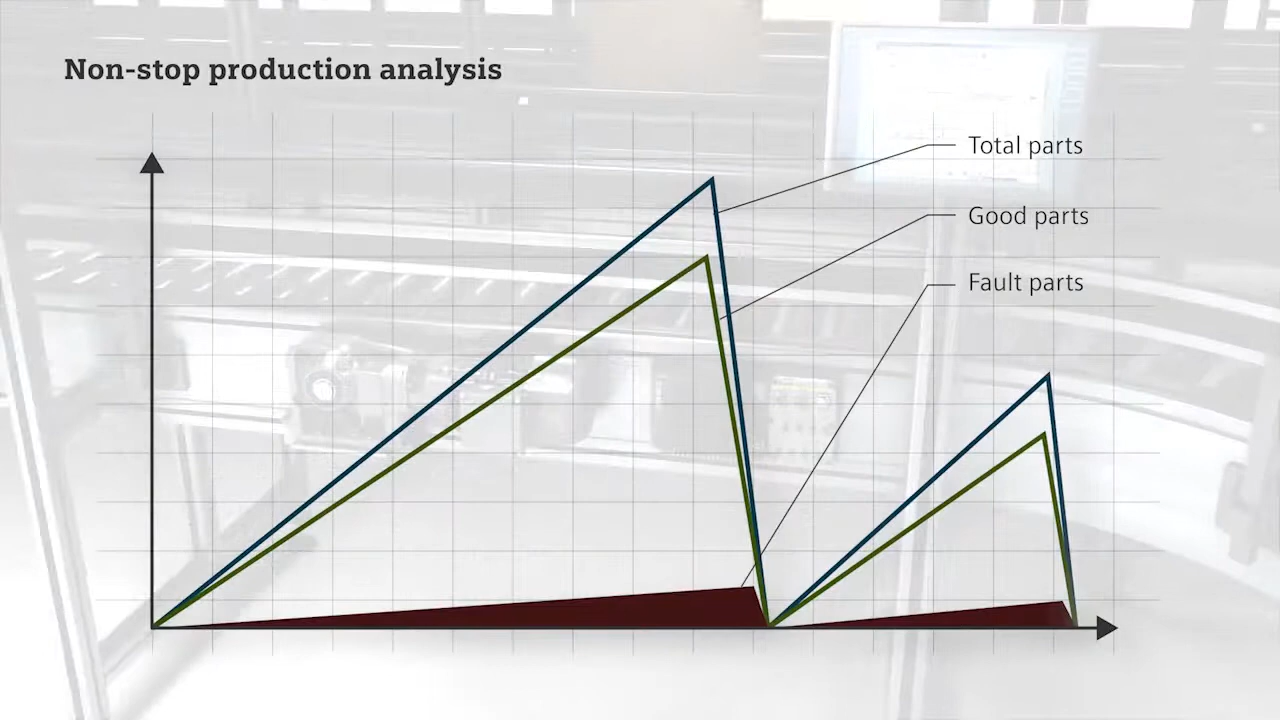 Non-stop production analysis
Total parts
Good parts
Fault parts